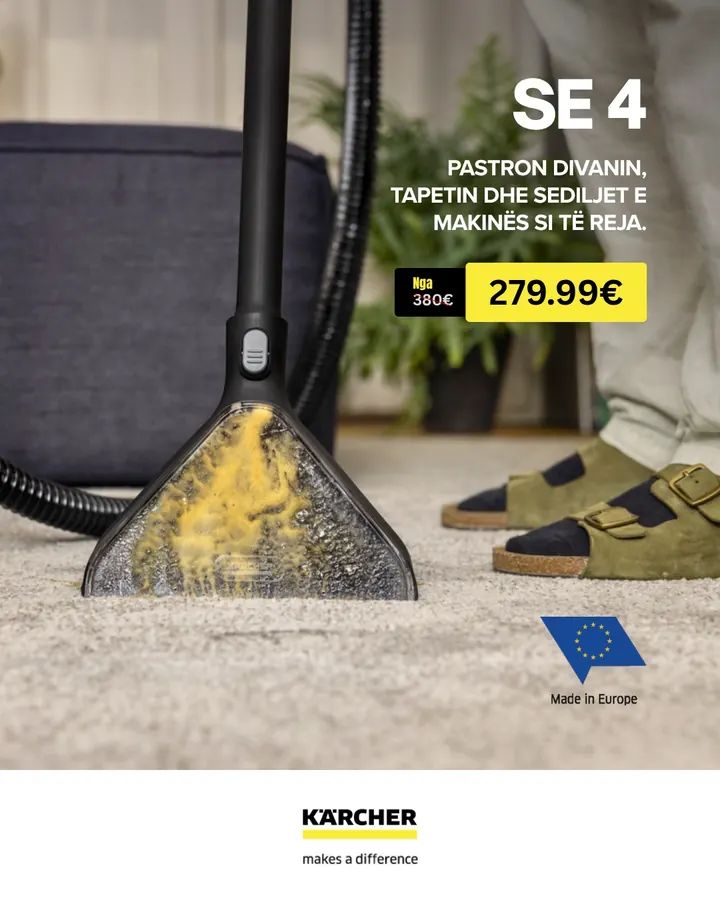 SE 4
PASTRON DIVANIN,
TAPETIN DHE SEDILJET E
MAKINËS SI TË REJA.
Nga
380€
279.99€
Made in Europe
KÄRCHER
makes a difference